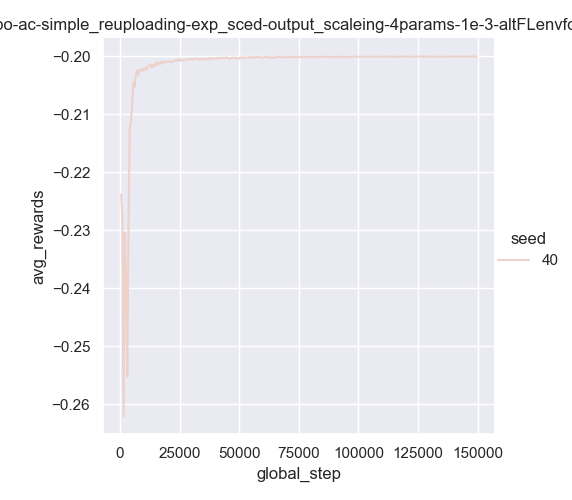 oo-ac-simple_reuploading-exp_sced-output_scaleing-4params-1e-3-altFLenvfc
−0.20
−0.21
−0.22
−0.23
−0.24
−0.25
−0.26
avg_rewards
0 25000 50000 75000 100000 125000 150000
global_step
seed
40